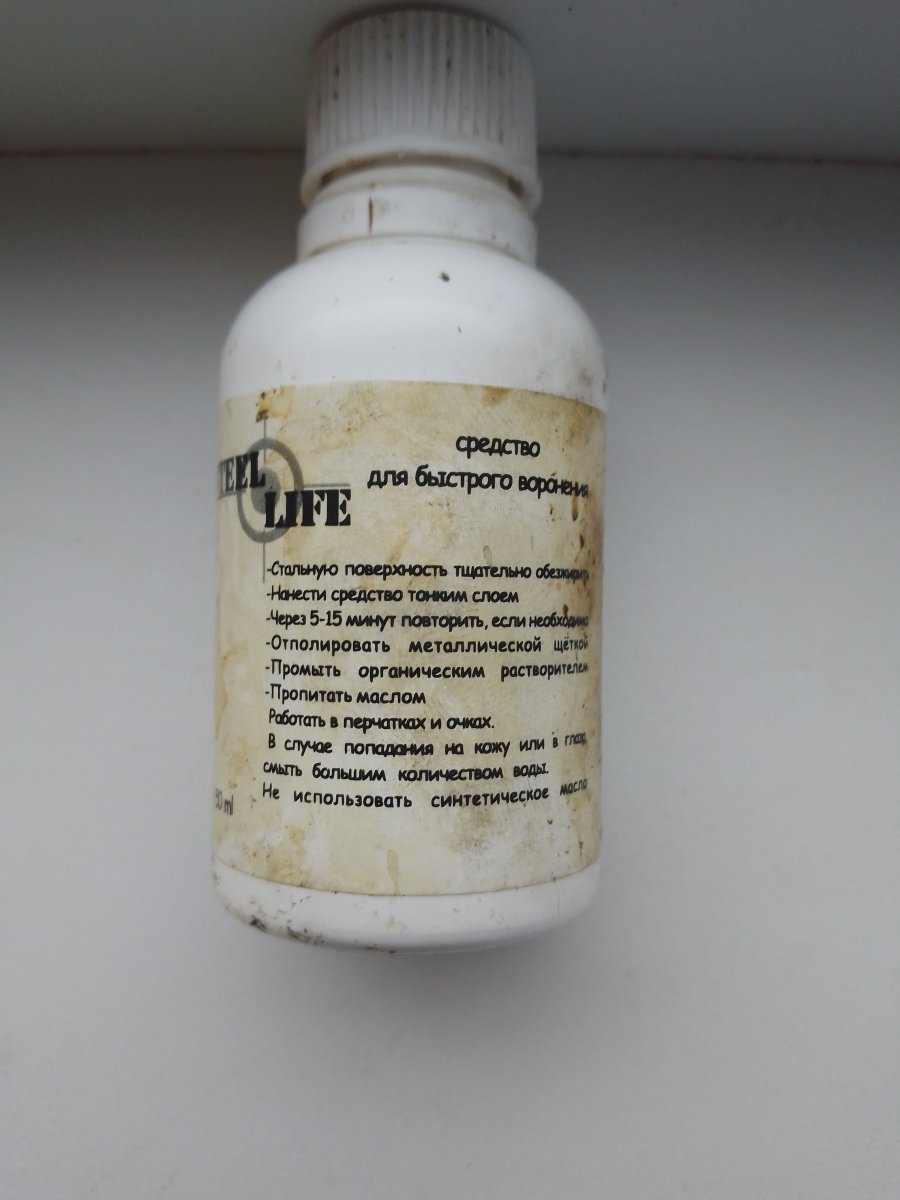 TEEL
LIFE
средство
для быстрого воронения
-Стальную поверхность тщательно обезжирить
-Нанести средство тонким слоем
-Через 5-15 минут повторить, если необходимо
-Отполировать металлической щёткой
-Промыть органическим растворителем
-Пропитать маслом
Работать в перчатках и очках.
В случае попадания на кожу или в глаза,
смыть большим количеством воды.
Не использовать синтетическое масло
ml